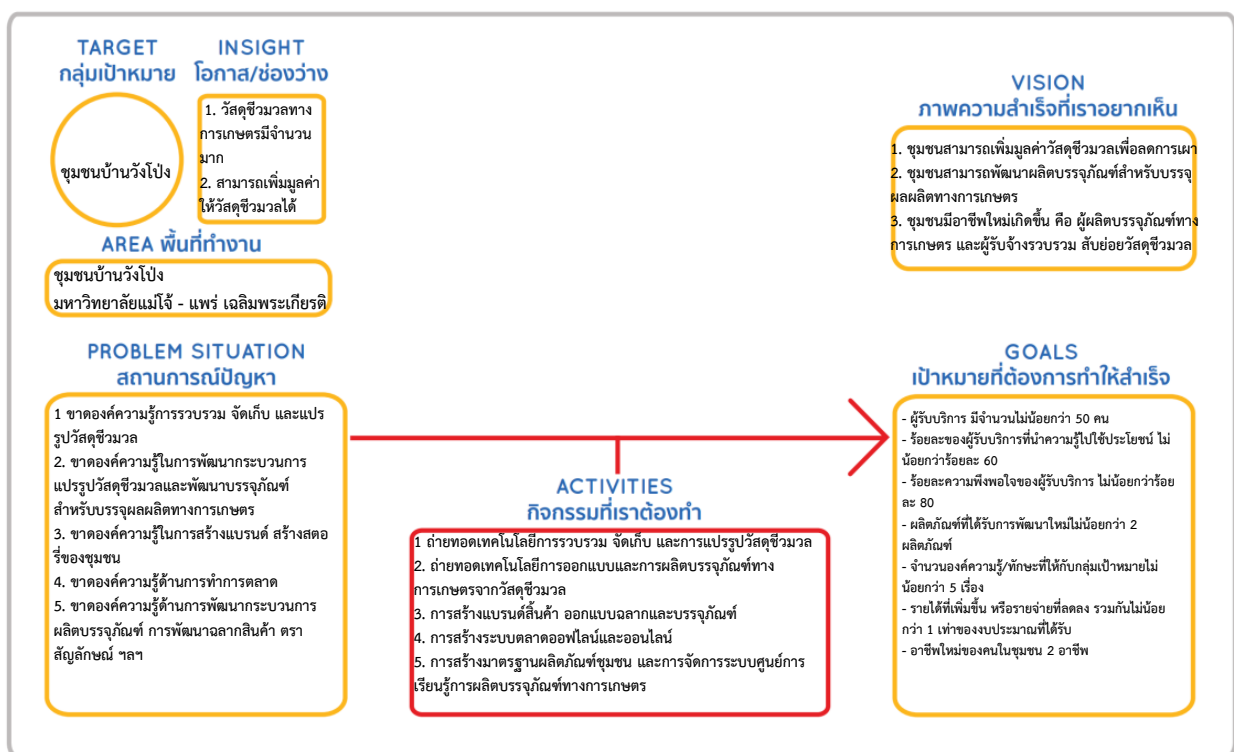 TARGET
กลุ่มเป้าหมาย
ชุมชนบ้านวังโป่ง
INSIGHT
โอกาส/ช่องว่าง
1. วัสดุชีวมวลทาง
การเกษตรมีจำนวน
มาก
2. สามารถเพิ่มมูลค่า
ให้วัสดุชีวมวลได้
AREA พื้นที่ทำงาน
ชุมชนบ้านวังโป่ง
มหาวิทยาลัยแม่โจ้ - แพร่ เฉลิมพระเกียรติ
VISION
ภาพความสำเร็จที่เราอยากเห็น
1. ชุมชนสามารถเพิ่มมูลค่าวัสดุชีวมวลเพื่อลดการเผา
2. ชุมชนสามารถพัฒนาผลิตบรรจุภัณฑ์สำหรับบรรจุ
ผลผลิตทางการเกษตร
3. ชุมชนมีอาชีพใหม่เกิดขึ้น คือ ผู้ผลิตบรรจุภัณฑ์ทาง
การเกษตร และผู้รับจ้างรวบรวม สับย่อยวัสดุชีวมวล
PROBLEM SITUATION
สถานการณ์ปัญหา
1 ขาดองค์ความรู้การรวบรวม จัดเก็บ และแปร
รูปวัสดุชีวมวล
2. ขาดองค์ความรู้ในการพัฒนากระบวนการ
แปรรูปวัสดุชีวมวลและพัฒนาบรรจุภัณฑ์
สำหรับบรรจุผลผลิตทางการเกษตร
3. ขาดองค์ความรู้ในการสร้างแบรนด์ สร้างสตอ
รี่ของชุมชน
4. ขาดองค์ความรู้ด้านการทำการตลาด
5. ขาดองค์ความรู้ด้านการพัฒนากระบวนการ
ผลิตบรรจุภัณฑ์ การพัฒนาฉลากสินค้า ตรา
สัญลักษณ์ ฯลฯ
ACTIVITIES
กิจกรรมที่เราต้องทำ
1 ถ่ายทอดเทคโนโลยีการรวบรวม จัดเก็บ และการแปรรูปวัสดุชีวมวล
2. ถ่ายทอดเทคโนโลยีการออกแบบและการผลิตบรรจุภัณฑ์ทาง
การเกษตรจากวัสดุชีวมวล
3. การสร้างแบรนด์สินค้า ออกแบบฉลากและบรรจุภัณฑ์
4. การสร้างระบบตลาดออฟไลน์และออนไลน์
5. การสร้างมาตรฐานผลิตภัณฑ์ชุมชน และการจัดการระบบศูนย์การ
เรียนรู้การผลิตบรรจุภัณฑ์ทางการเกษตร
GOALS
เป้าหมายที่ต้องการทำให้สำเร็จ
- ผู้รับบริการ มีจำนวนไม่น้อยกว่า 50 คน
- ร้อยละของผู้รับบริการที่นำความรู้ไปใช้ประโยชน์ ไม่
น้อยกว่าร้อยละ 60
- ร้อยละความพึงพอใจของผู้รับบริการ ไม่น้อยกว่าร้อย
ละ 80
- ผลิตภัณฑ์ที่ได้รับการพัฒนาใหม่ไม่น้อยกว่า 2
ผลิตภัณฑ์
- จำนวนองค์ความรู้/ทักษะที่ให้กับกลุ่มเป้าหมายไม่
น้อยกว่า 5 เรื่อง
- รายได้ที่เพิ่มขึ้น หรือรายจ่ายที่ลดลง รวมกันไม่น้อย
กว่า 1 เท่าของงบประมาณที่ได้รับ
- อาชีพใหม่ของคนในชุมชน 2 อาชีพ